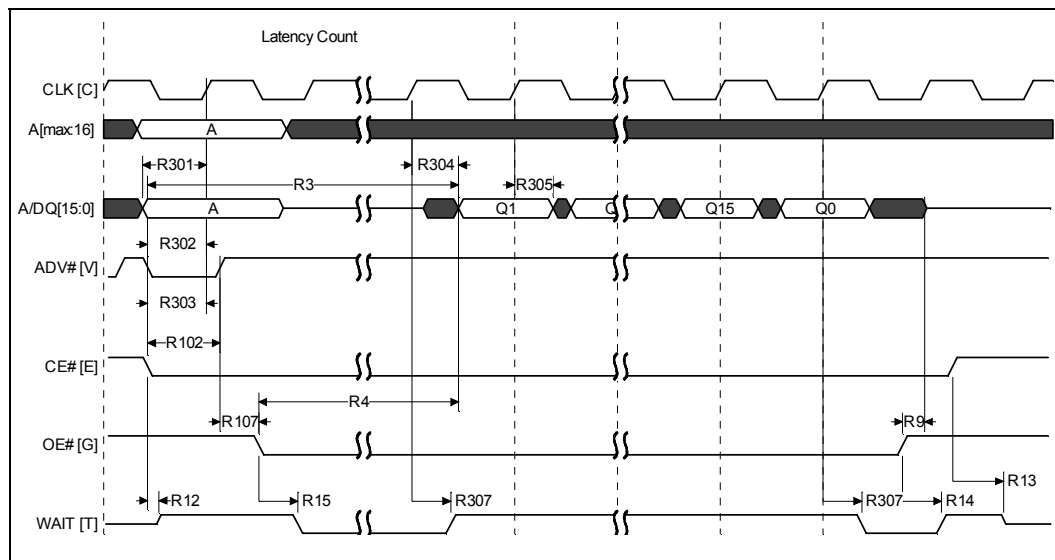 Latency Count
CLK [C]
A[max:16]
A
R301
R304
R3
R305
A/DQ[15:0]
A
Q1
Q
Q15
Q0
R302
ADV# [V]
R303
R102
CE# [E]
R4
R107
R9
OE# [G]
R13
R12
R15
R307
R307
R14
WAIT [T]